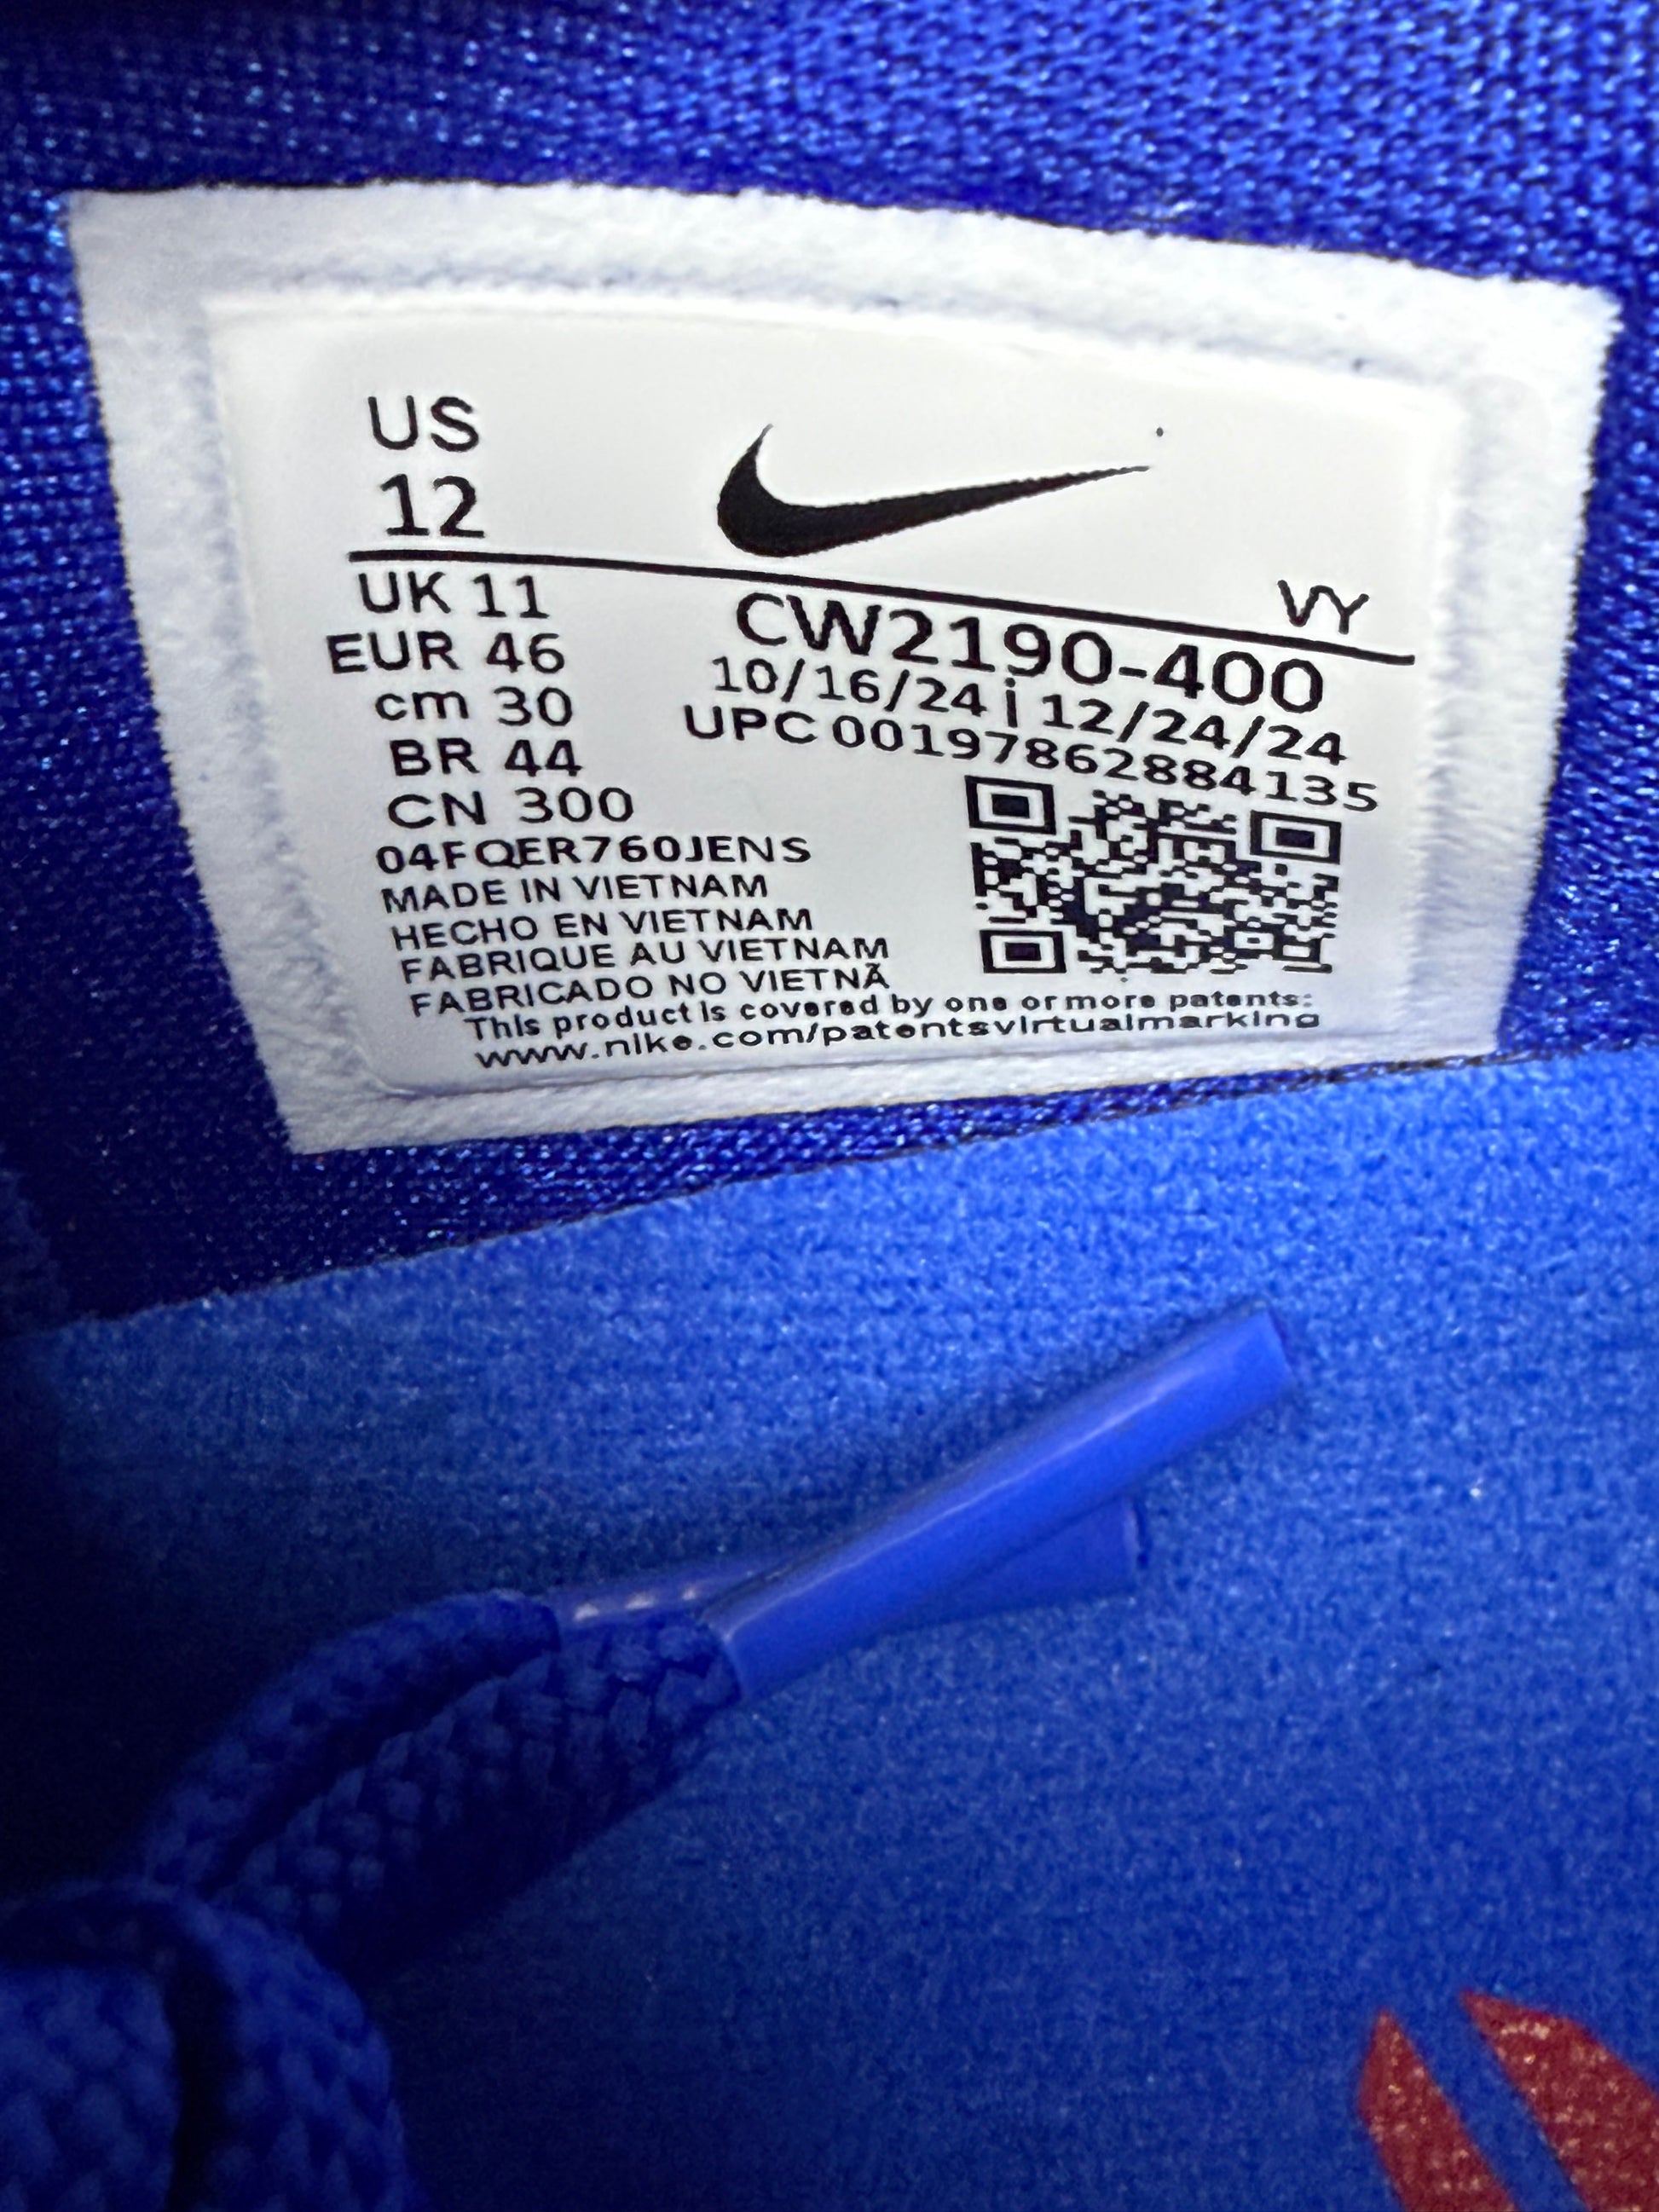 US
12
VY
UK 11
EUR 46
cm 30
BR 44
CN 300
CW2190-400
10/16/24 | 12/24/24
UPC 00197862884135
04FQER760JENS
MADE IN VIETNAM
HECHO EN VIETNAM
FABRIQUE AU VIETNAM
FABRICADO NO VIETNÃ
This product is covered by one or more patents:
www.nike.com/patentsvirtualmarking